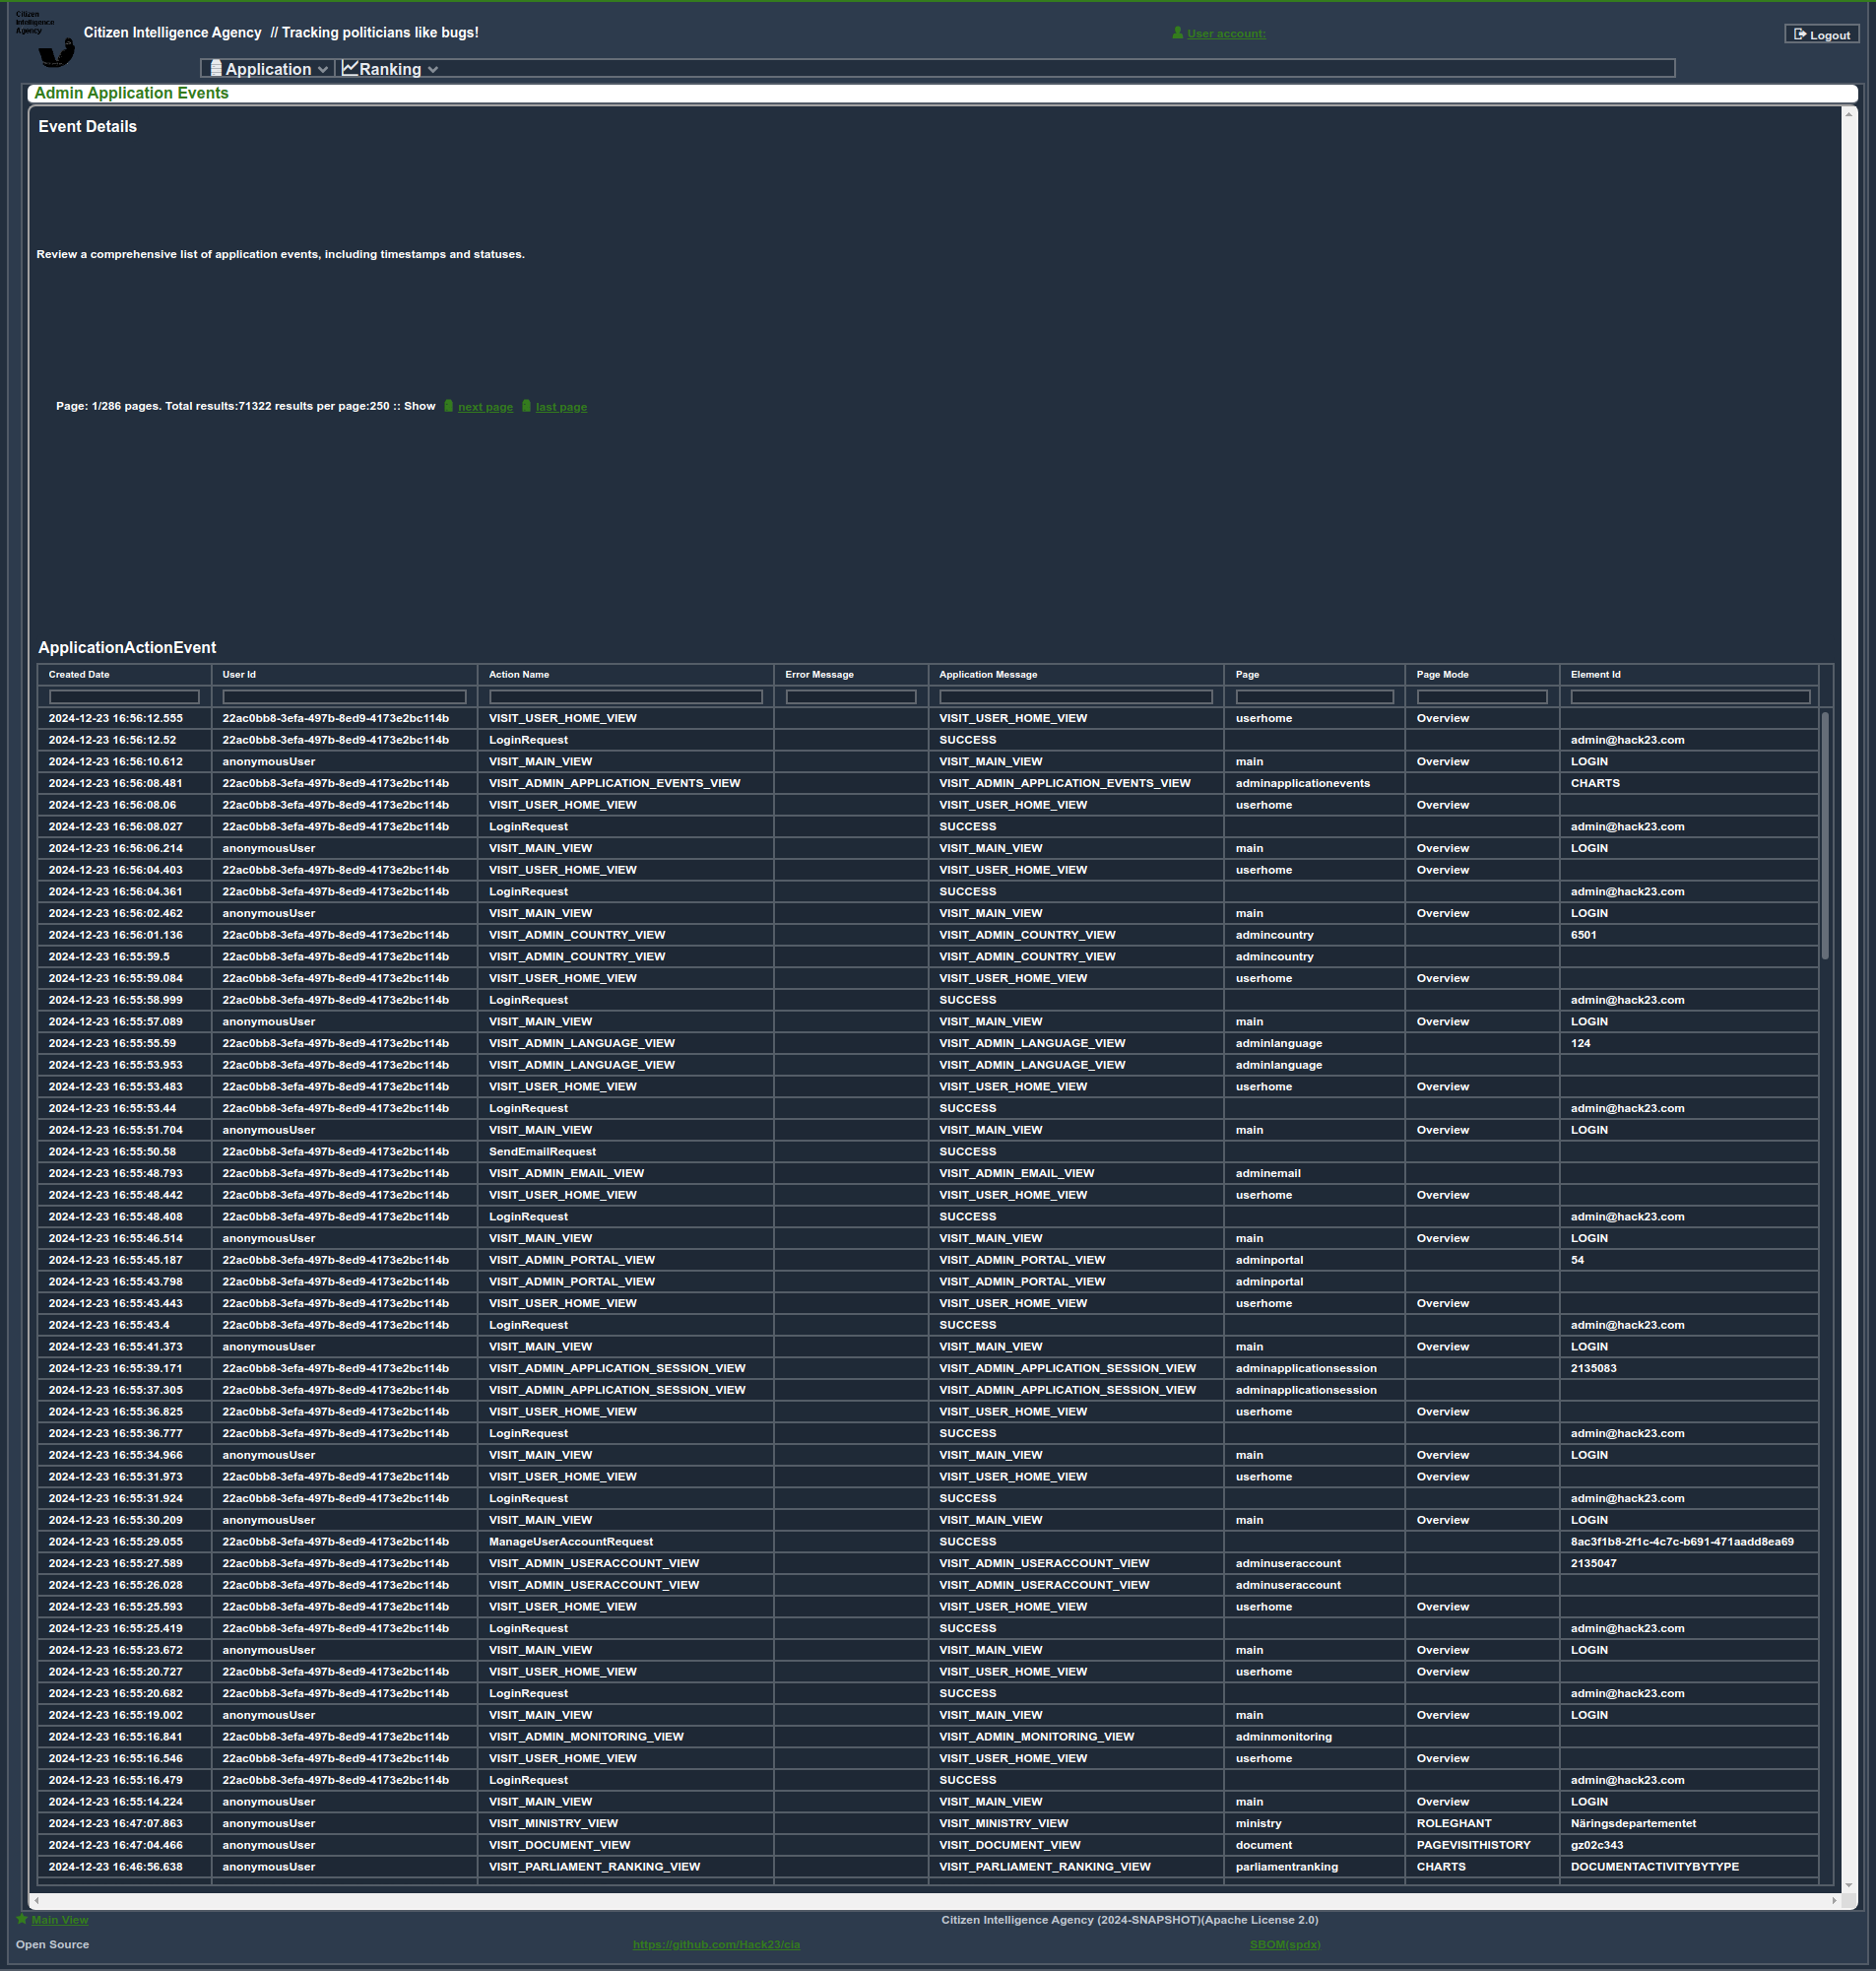 Citizen
Intelligence
Agency
Citizen Intelligence Agency // Tracking politicians like bugs!
User account:
Logout
Application Ranking
Admin Application Events
Event Details
Review a comprehensive list of application events, including timestamps and statuses.
Page: 1/286 pages. Total results:71322 results per page:250 :: Show next page last page
ApplicationActionEvent
Created Date User Id Action Name Error Message Application Message Page Page Mode Element Id
2024-12-23 16:56:12.555 22ac0bb8-3efa-497b-8ed9-4173e2bc114b VISIT_USER_HOME_VIEW VISIT_USER_HOME_VIEW userhome Overview
2024-12-23 16:56:12.52 22ac0bb8-3efa-497b-8ed9-4173e2bc114b LoginRequest SUCCESS admin@hack23.com
2024-12-23 16:56:10.612 anonymousUser VISIT_MAIN_VIEW VISIT_MAIN_VIEW main Overview LOGIN
2024-12-23 16:56:08.481 22ac0bb8-3efa-497b-8ed9-4173e2bc114b VISIT_ADMIN_APPLICATION_EVENTS_VIEW VISIT_ADMIN_APPLICATION_EVENTS_VIEW adminapplicationevents CHARTS
2024-12-23 16:56:08.06 22ac0bb8-3efa-497b-8ed9-4173e2bc114b VISIT_USER_HOME_VIEW VISIT_USER_HOME_VIEW userhome Overview
2024-12-23 16:56:08.027 22ac0bb8-3efa-497b-8ed9-4173e2bc114b LoginRequest SUCCESS admin@hack23.com
2024-12-23 16:56:06.214 anonymousUser VISIT_MAIN_VIEW VISIT_MAIN_VIEW main Overview LOGIN
2024-12-23 16:56:04.403 22ac0bb8-3efa-497b-8ed9-4173e2bc114b VISIT_USER_HOME_VIEW VISIT_USER_HOME_VIEW userhome Overview
2024-12-23 16:56:04.361 22ac0bb8-3efa-497b-8ed9-4173e2bc114b LoginRequest SUCCESS admin@hack23.com
2024-12-23 16:56:02.462 anonymousUser VISIT_MAIN_VIEW VISIT_MAIN_VIEW main Overview LOGIN
2024-12-23 16:56:01.136 22ac0bb8-3efa-497b-8ed9-4173e2bc114b VISIT_ADMIN_COUNTRY_VIEW VISIT_ADMIN_COUNTRY_VIEW admincountry 6501
2024-12-23 16:55:59.5 22ac0bb8-3efa-497b-8ed9-4173e2bc114b VISIT_ADMIN_COUNTRY_VIEW VISIT_ADMIN_COUNTRY_VIEW admincountry
2024-12-23 16:55:59.084 22ac0bb8-3efa-497b-8ed9-4173e2bc114b VISIT_USER_HOME_VIEW VISIT_USER_HOME_VIEW userhome Overview
2024-12-23 16:55:58.999 22ac0bb8-3efa-497b-8ed9-4173e2bc114b LoginRequest SUCCESS admin@hack23.com
2024-12-23 16:55:57.089 anonymousUser VISIT_MAIN_VIEW VISIT_MAIN_VIEW main Overview LOGIN
2024-12-23 16:55:55.59 22ac0bb8-3efa-497b-8ed9-4173e2bc114b VISIT_ADMIN_LANGUAGE_VIEW VISIT_ADMIN_LANGUAGE_VIEW adminlanguage 124
2024-12-23 16:55:53.953 22ac0bb8-3efa-497b-8ed9-4173e2bc114b VISIT_ADMIN_LANGUAGE_VIEW VISIT_ADMIN_LANGUAGE_VIEW adminlanguage
2024-12-23 16:55:53.483 22ac0bb8-3efa-497b-8ed9-4173e2bc114b VISIT_USER_HOME_VIEW VISIT_USER_HOME_VIEW userhome Overview
2024-12-23 16:55:53.44 22ac0bb8-3efa-497b-8ed9-4173e2bc114b LoginRequest SUCCESS admin@hack23.com
2024-12-23 16:55:51.704 anonymousUser VISIT_MAIN_VIEW VISIT_MAIN_VIEW main Overview LOGIN
2024-12-23 16:55:50.58 22ac0bb8-3efa-497b-8ed9-4173e2bc114b SendEmailRequest SUCCESS
2024-12-23 16:55:48.793 22ac0bb8-3efa-497b-8ed9-4173e2bc114b VISIT_ADMIN_EMAIL_VIEW VISIT_ADMIN_EMAIL_VIEW adminemail
2024-12-23 16:55:48.442 22ac0bb8-3efa-497b-8ed9-4173e2bc114b VISIT_USER_HOME_VIEW VISIT_USER_HOME_VIEW userhome Overview
2024-12-23 16:55:48.408 22ac0bb8-3efa-497b-8ed9-4173e2bc114b LoginRequest SUCCESS admin@hack23.com
2024-12-23 16:55:46.514 anonymousUser VISIT_MAIN_VIEW VISIT_MAIN_VIEW main Overview LOGIN
2024-12-23 16:55:45.187 22ac0bb8-3efa-497b-8ed9-4173e2bc114b VISIT_ADMIN_PORTAL_VIEW VISIT_ADMIN_PORTAL_VIEW adminportal 54
2024-12-23 16:55:43.798 22ac0bb8-3efa-497b-8ed9-4173e2bc114b VISIT_ADMIN_PORTAL_VIEW VISIT_ADMIN_PORTAL_VIEW adminportal
2024-12-23 16:55:43.443 22ac0bb8-3efa-497b-8ed9-4173e2bc114b VISIT_USER_HOME_VIEW VISIT_USER_HOME_VIEW userhome Overview
2024-12-23 16:55:43.4 22ac0bb8-3efa-497b-8ed9-4173e2bc114b LoginRequest SUCCESS admin@hack23.com
2024-12-23 16:55:41.373 anonymousUser VISIT_MAIN_VIEW VISIT_MAIN_VIEW main Overview LOGIN
2024-12-23 16:55:39.171 22ac0bb8-3efa-497b-8ed9-4173e2bc114b VISIT_ADMIN_APPLICATION_SESSION_VIEW VISIT_ADMIN_APPLICATION_SESSION_VIEW adminapplicationsession 2135083
2024-12-23 16:55:37.305 22ac0bb8-3efa-497b-8ed9-4173e2bc114b VISIT_ADMIN_APPLICATION_SESSION_VIEW VISIT_ADMIN_APPLICATION_SESSION_VIEW adminapplicationsession
2024-12-23 16:55:36.825 22ac0bb8-3efa-497b-8ed9-4173e2bc114b VISIT_USER_HOME_VIEW VISIT_USER_HOME_VIEW userhome Overview
2024-12-23 16:55:36.777 22ac0bb8-3efa-497b-8ed9-4173e2bc114b LoginRequest SUCCESS admin@hack23.com
2024-12-23 16:55:34.966 anonymousUser VISIT_MAIN_VIEW VISIT_MAIN_VIEW main Overview LOGIN
2024-12-23 16:55:31.973 22ac0bb8-3efa-497b-8ed9-4173e2bc114b VISIT_USER_HOME_VIEW VISIT_USER_HOME_VIEW userhome Overview
2024-12-23 16:55:31.924 22ac0bb8-3efa-497b-8ed9-4173e2bc114b LoginRequest SUCCESS admin@hack23.com
2024-12-23 16:55:30.209 anonymousUser VISIT_MAIN_VIEW VISIT_MAIN_VIEW main Overview LOGIN
2024-12-23 16:55:29.055 22ac0bb8-3efa-497b-8ed9-4173e2bc114b ManageUserAccountRequest SUCCESS 8ac3f1b8-2f1c-4c7c-b691-471aadd8ea69
2024-12-23 16:55:27.589 22ac0bb8-3efa-497b-8ed9-4173e2bc114b VISIT_ADMIN_USERACCOUNT_VIEW VISIT_ADMIN_USERACCOUNT_VIEW adminuseraccount 2135047
2024-12-23 16:55:26.028 22ac0bb8-3efa-497b-8ed9-4173e2bc114b VISIT_ADMIN_USERACCOUNT_VIEW VISIT_ADMIN_USERACCOUNT_VIEW adminuseraccount
2024-12-23 16:55:25.593 22ac0bb8-3efa-497b-8ed9-4173e2bc114b VISIT_USER_HOME_VIEW VISIT_USER_HOME_VIEW userhome Overview
2024-12-23 16:55:25.419 22ac0bb8-3efa-497b-8ed9-4173e2bc114b LoginRequest SUCCESS admin@hack23.com
2024-12-23 16:55:23.672 anonymousUser VISIT_MAIN_VIEW VISIT_MAIN_VIEW main Overview LOGIN
2024-12-23 16:55:20.727 22ac0bb8-3efa-497b-8ed9-4173e2bc114b VISIT_USER_HOME_VIEW VISIT_USER_HOME_VIEW userhome Overview
2024-12-23 16:55:20.682 22ac0bb8-3efa-497b-8ed9-4173e2bc114b LoginRequest SUCCESS admin@hack23.com
2024-12-23 16:55:19.002 anonymousUser VISIT_MAIN_VIEW VISIT_MAIN_VIEW main Overview LOGIN
2024-12-23 16:55:16.841 22ac0bb8-3efa-497b-8ed9-4173e2bc114b VISIT_ADMIN_MONITORING_VIEW VISIT_ADMIN_MONITORING_VIEW adminmonitoring
2024-12-23 16:55:16.546 22ac0bb8-3efa-497b-8ed9-4173e2bc114b VISIT_USER_HOME_VIEW VISIT_USER_HOME_VIEW userhome Overview
2024-12-23 16:55:16.479 22ac0bb8-3efa-497b-8ed9-4173e2bc114b LoginRequest SUCCESS admin@hack23.com
2024-12-23 16:55:14.224 anonymousUser VISIT_MAIN_VIEW VISIT_MAIN_VIEW main Overview LOGIN
2024-12-23 16:47:07.863 anonymousUser VISIT_MINISTRY_VIEW VISIT_MINISTRY_VIEW ministry ROLEGHANT Näringsdepartementet
2024-12-23 16:47:04.466 anonymousUser VISIT_DOCUMENT_VIEW VISIT_DOCUMENT_VIEW document PAGEVISITHISTORY gz02c343
2024-12-23 16:46:56.638 anonymousUser VISIT_PARLIAMENT_RANKING_VIEW VISIT_PARLIAMENT_RANKING_VIEW parliamentranking CHARTS DOCUMENTACTIVITYBYTYPE
Main View Citizen Intelligence Agency (2024-SNAPSHOT)(Apache License 2.0)
Open Source https://github.com/Hack23/cia SBOM(spdx)